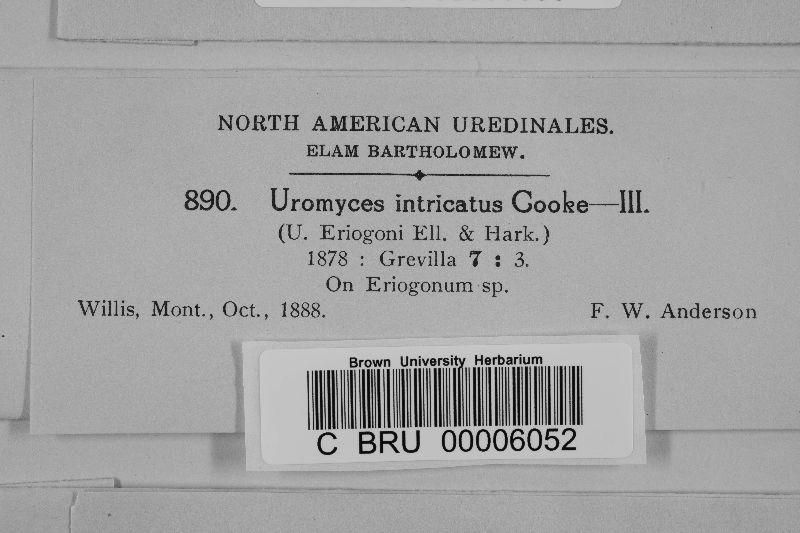 NORTH AMERICAN UREDINALES.
ELAM BARTHOLOMEW.
890. Uromyces intricatus Cooke—III.
(U. Eriogoni Ell. & Hark.)
1878 : Grevilla 7 : 3.
On Eriogonum sp.
Willis, Mont., Oct., 1888. F. W. Anderson
Brown University Herbarium
C BRU 00006052